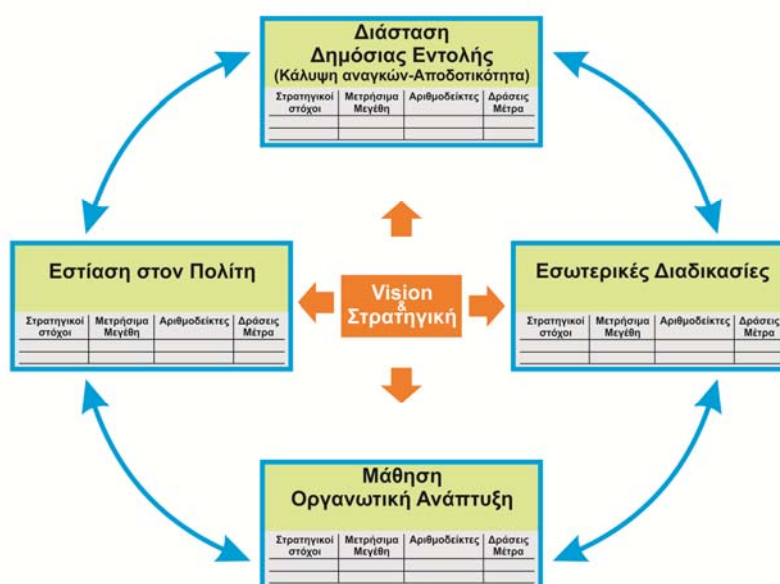 Διάσταση
Δημόσιας Εντολής
(Κάλυψη αναγκών-Αποδοτικότητα)
Στρατηγικοί στόχοι Μετρήσιμα Μεγέθη Αριθμοδείκτες Δράσεις Μέτρα
Εστίαση στον Πολίτη
Στρατηγικοί στόχοι Μετρήσιμα Μεγέθη Αριθμοδείκτες Δράσεις Μέτρα
Vision
&
Στρατηγική
Εσωτερικές Διαδικασίες
Στρατηγικοί στόχοι Μετρήσιμα Μεγέθη Αριθμοδείκτες Δράσεις Μέτρα
Μάθηση
Οργανωτική Ανάπτυξη
Στρατηγικοί στόχοι Μετρήσιμα Μεγέθη Αριθμοδείκτες Δράσεις Μέτρα